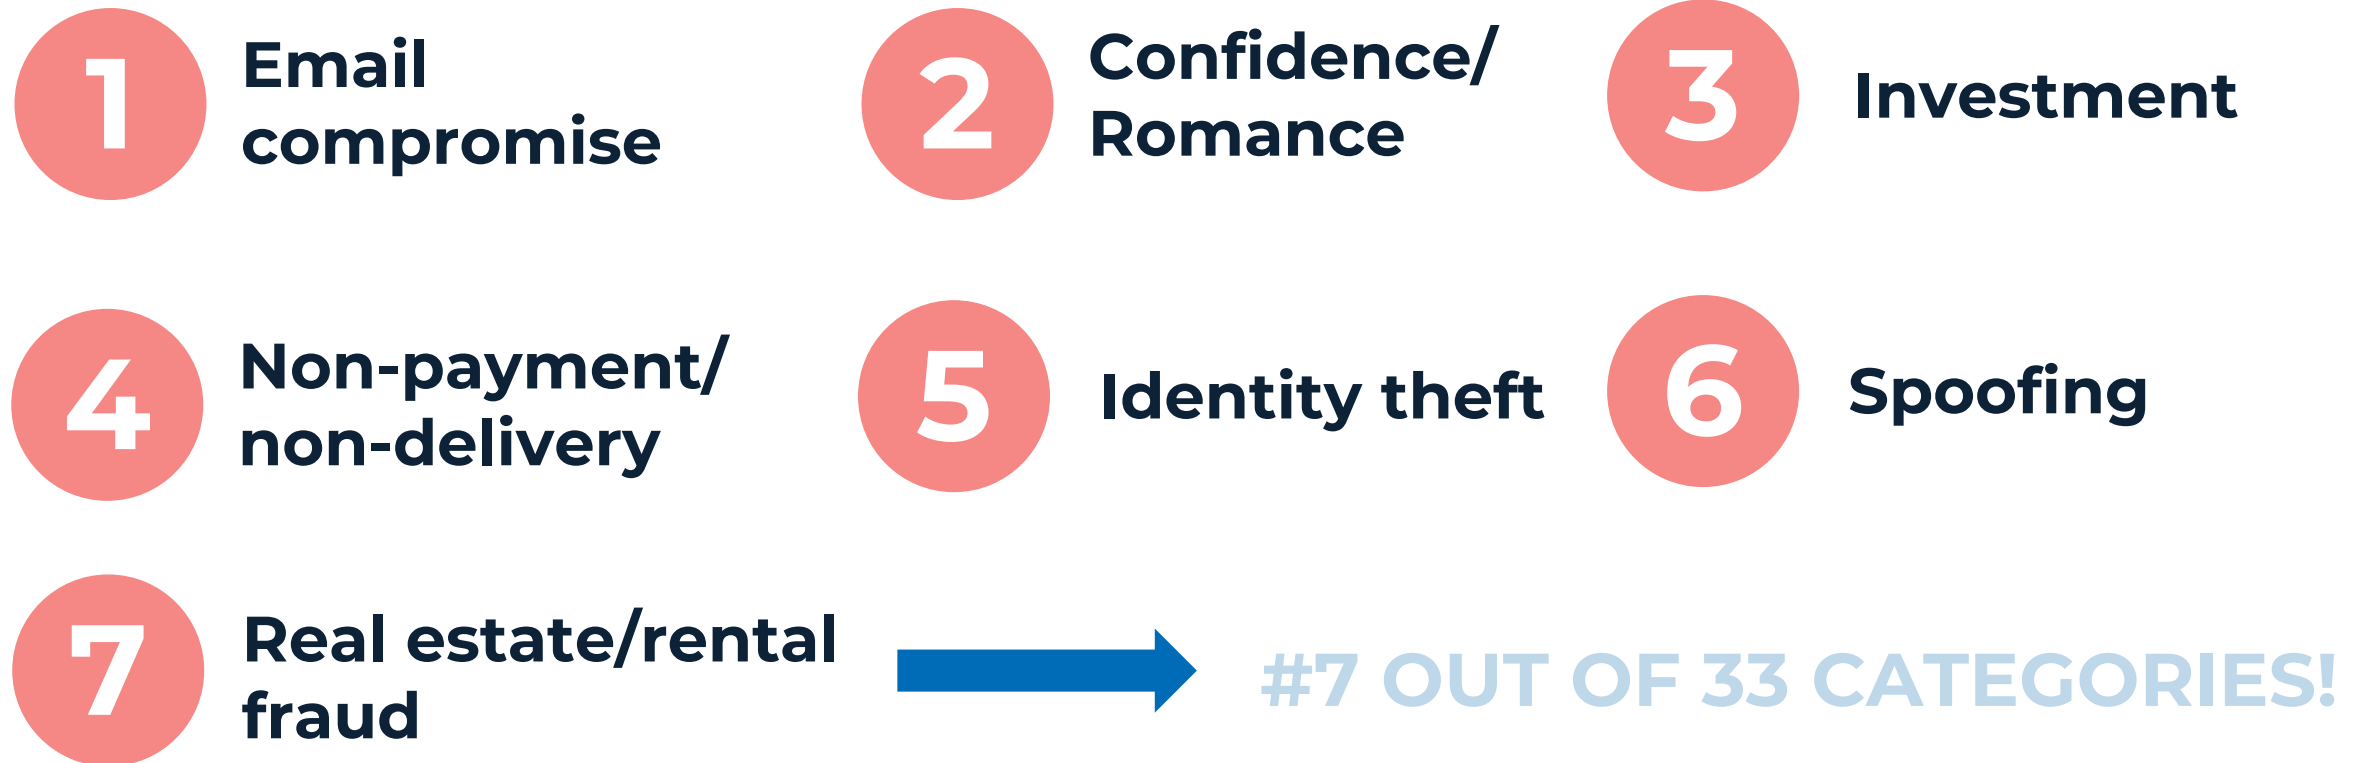 1
Email
compromise
2
Confidence/
Romance
3
Investment
4
Non-payment/
non-delivery
5
Identity theft
6
Spoofing
7
Real estate/rental
fraud
#7 OUT OF 33 CATEGORIES!